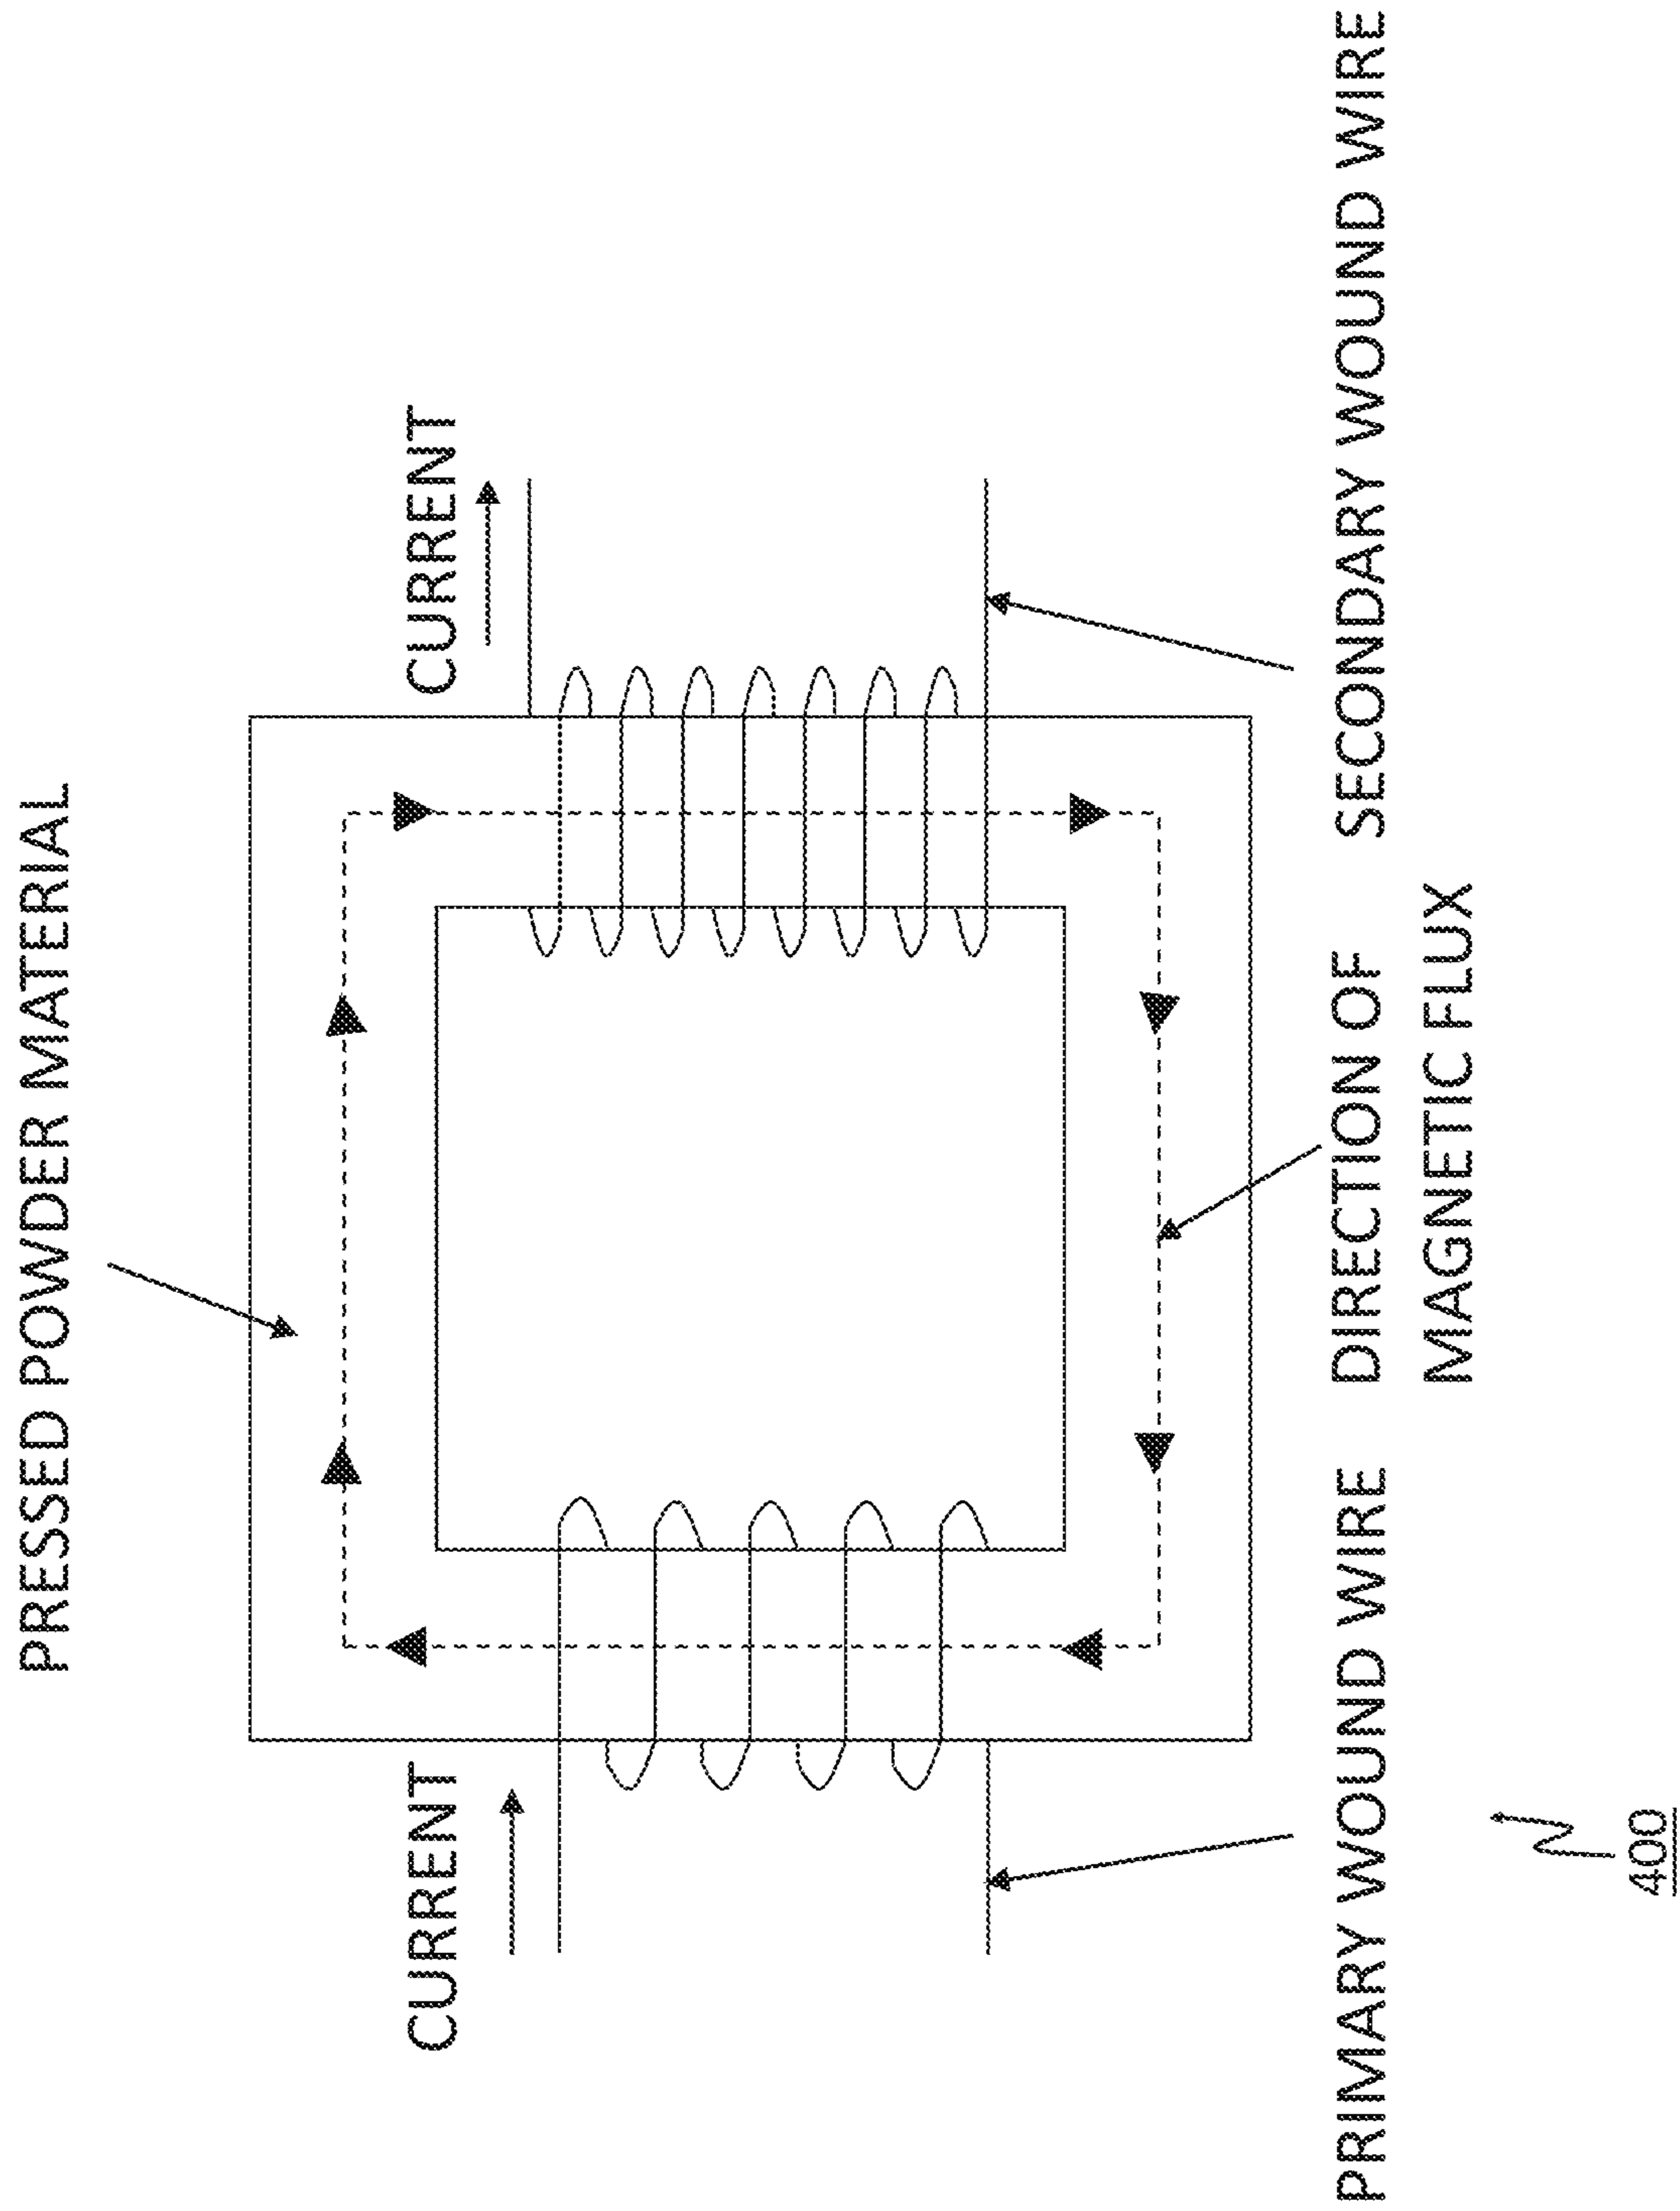 PRESSED POWDER MATERIAL
CURRENT
CURRENT
PRIMARY WOUND WIRE
DIRECTION OF
MAGNETIC FLUX
SECONDARY WOUND WIRE
400